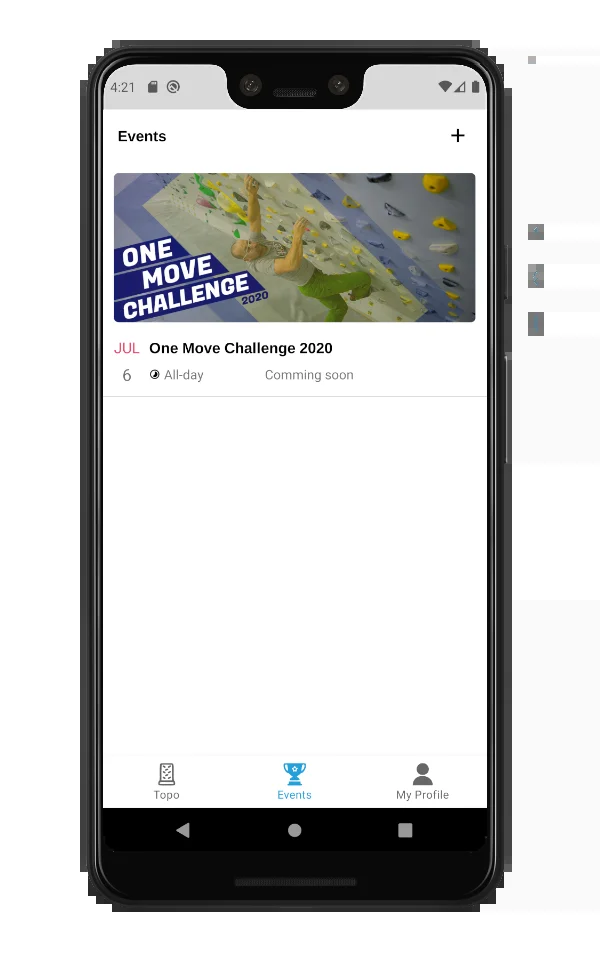 4:21
Events
ONE
MOVE
CHALLENGE
2020
JUL
One Move Challenge 2020
6
All-day
Comming soon
Topo
Events
My Profile